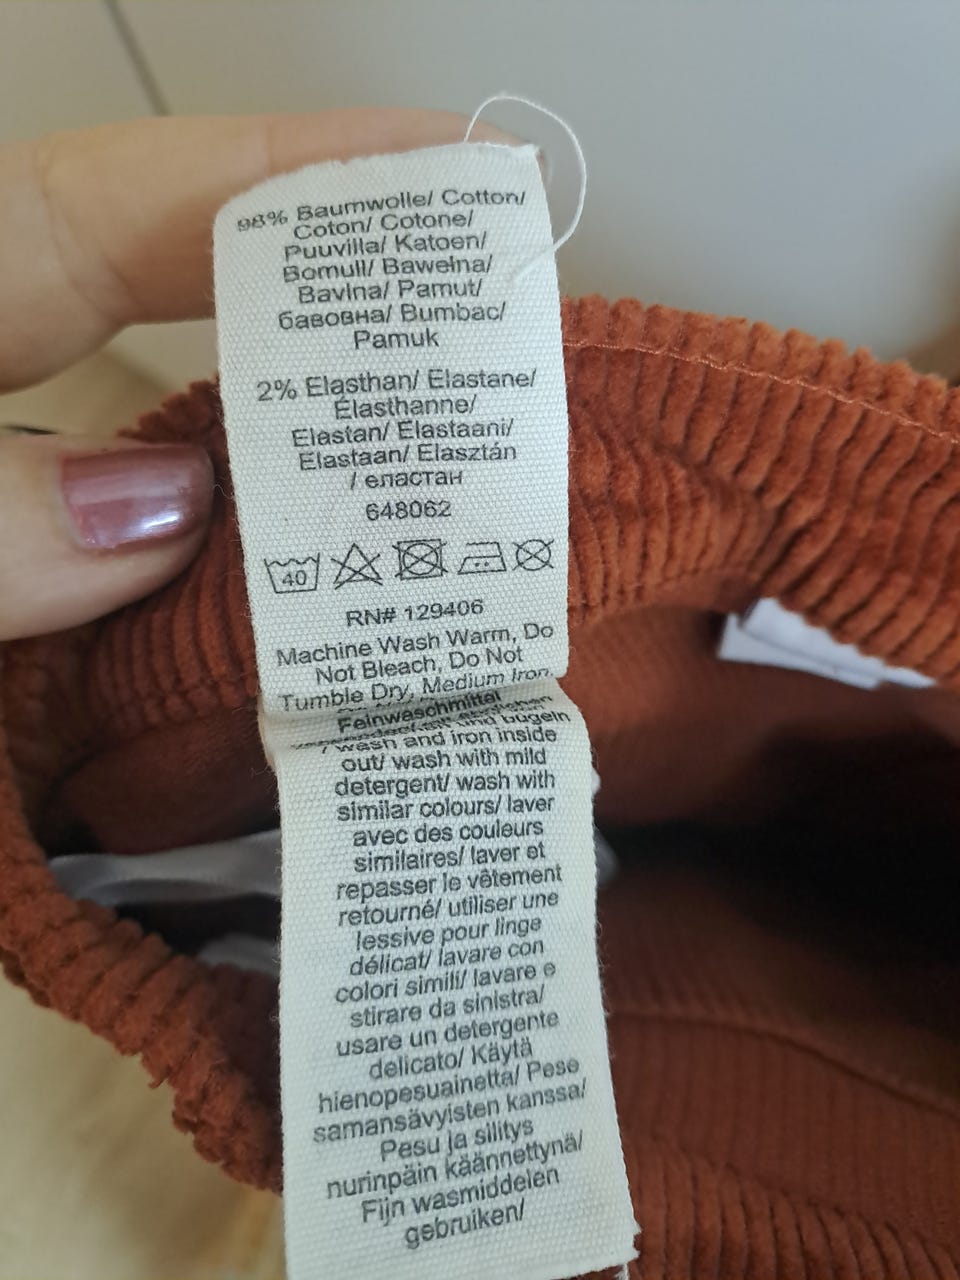 98% Baumwolle/ Cotton/
Coton/ Cotone/
Puuvilla/ Katoen/
Bomull/ Bawełna/
Bavlna/ Pamut/
бавовна/ Bumbac/
Pamuk
2% Elasthan/ Elastane/
Élasthanne/
Elastan/ Elastaani/
Elastaan/ Elasztán
/ еластан
648062
40
RN# 129406
Machine Wash Warm, Do
Not Bleach, Do Not
Tumble Dry, Medium Iron,
Feinwaschmittel
und bügeln
/ wash and iron inside
out/ wash with mild
detergent/ wash with
similar colours/ laver
avec des couleurs
similaires/ laver et
repasser le vêtement
retourné/ utiliser une
lessive pour linge
délicat/ lavare con
colori simili/ lavare e
stirare da sinistra/
usare un detergente
delicato/ Käytä
hienopesuainetta/ Pese
samansävyisten kanssa/
Pesu ja silitys
nurinpäin käännettynä/
Fijn wasmiddelen
gebruiken/